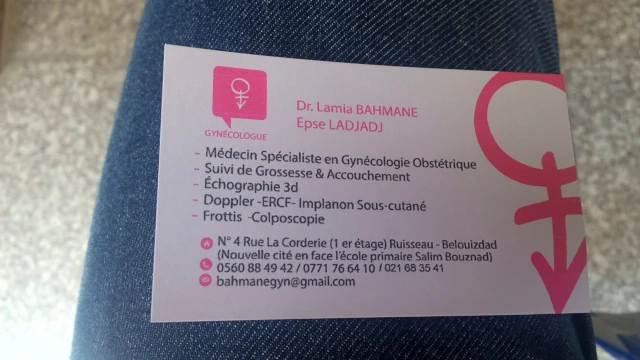 GYNÉCOLOGUE
Dr. Lamia BAHMANE
Epse LADJADJ
- Médecin Spécialiste en Gynécologie Obstétrique
- Suivi de Grossesse & Accouchement
- Échographie 3d
- Doppler -ERCF- Implanon Sous-cutané
- Frottis -Colposcopie
N° 4 Rue La Corderie (1 er étage) Ruisseau - Belouizdad
(Nouvelle cité en face l'école primaire Salim Bouznad)
0560 88 49 42 / 0771 76 64 10 / 021 68 35 41
bahmanegyn@gmail.com